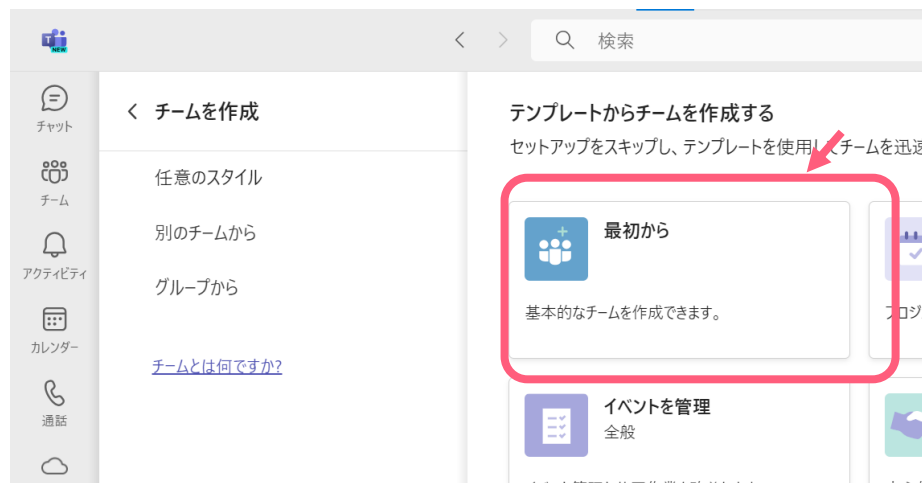 NEW
検索
チャット
チーム
アクティビティ
カレンダー
通話
チームを作成
任意のスタイル
別のチームから
グループから
チームとは何ですか?
テンプレートからチームを作成する
セットアップをスキップし、テンプレートを使用してチームを迅速
最初から
基本的なチームを作成できます。
プロジ
イベントを管理
全般